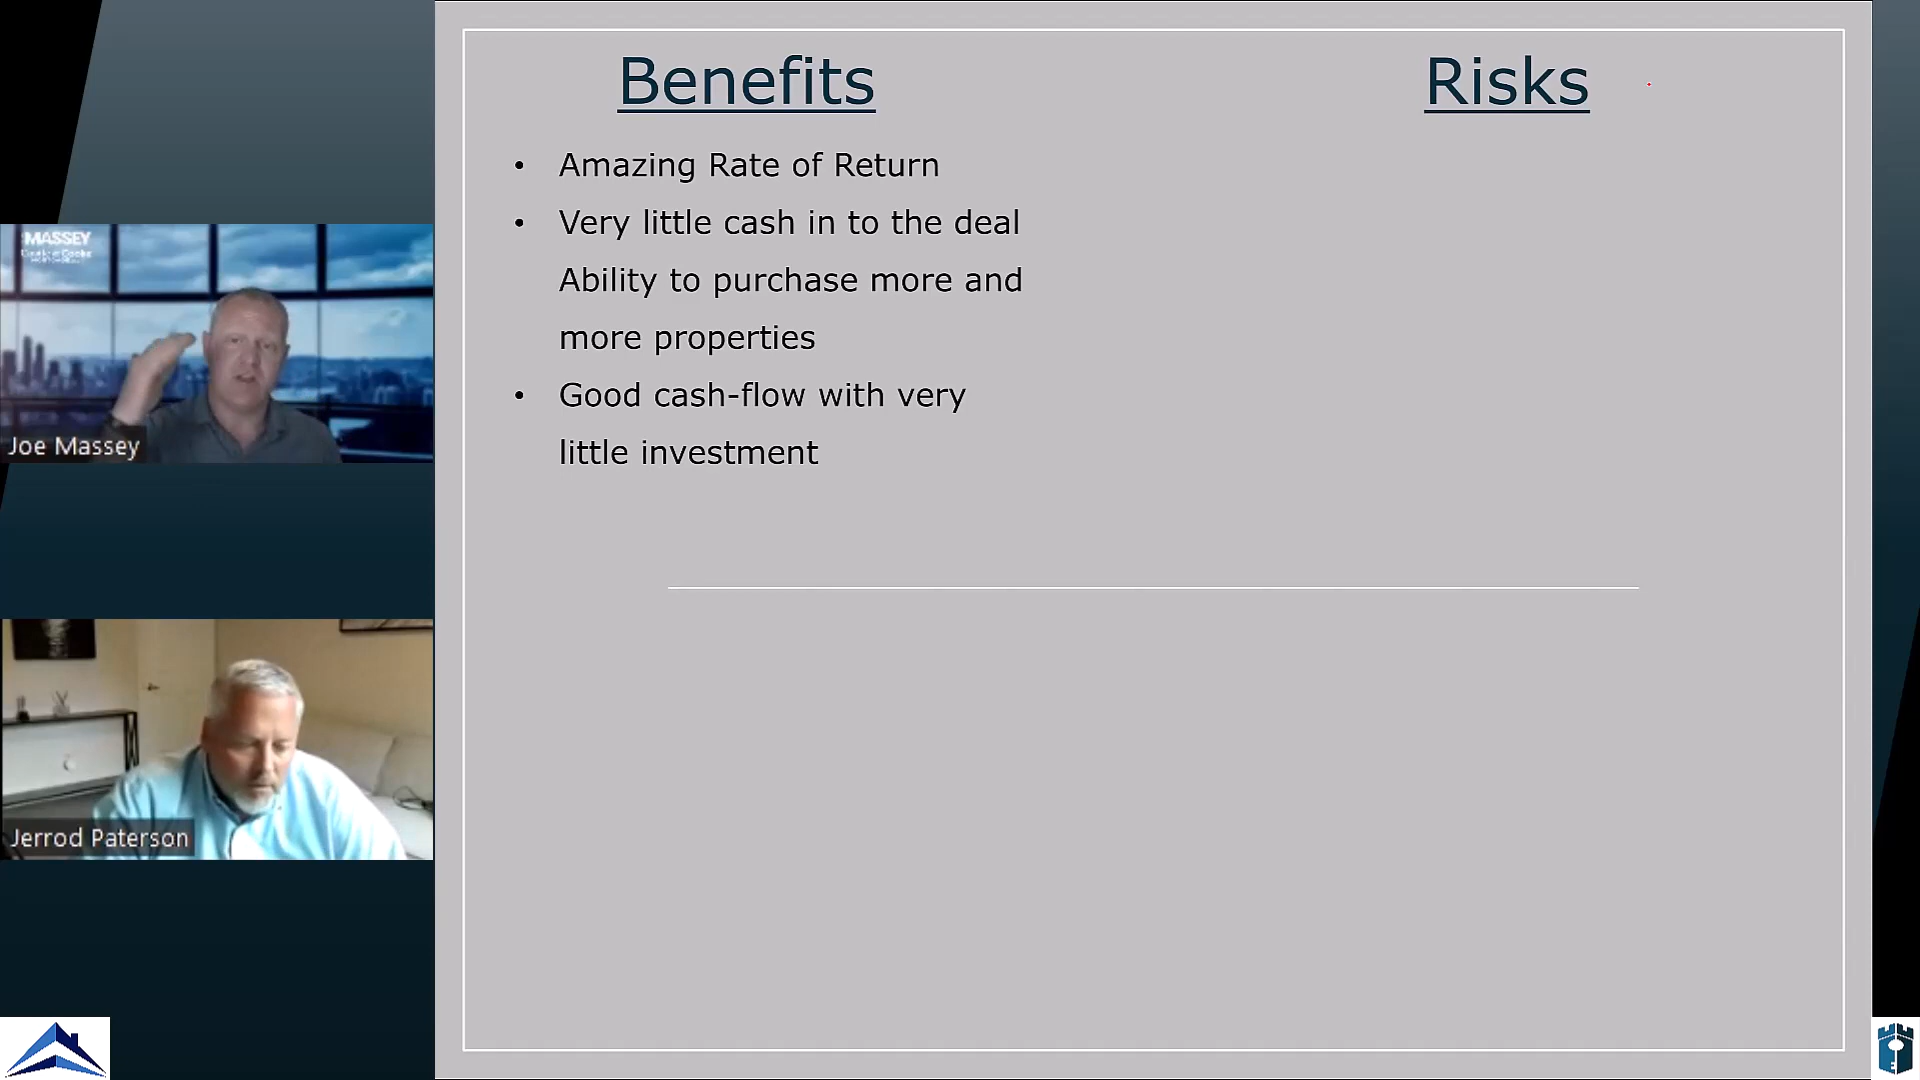 Benefits
Risks
• Amazing Rate of Return
• Very little cash in to the deal
Ability to purchase more and
more properties
• Good cash-flow with very
little investment
MASSEY
Joe Massey
Jerrod Paterson